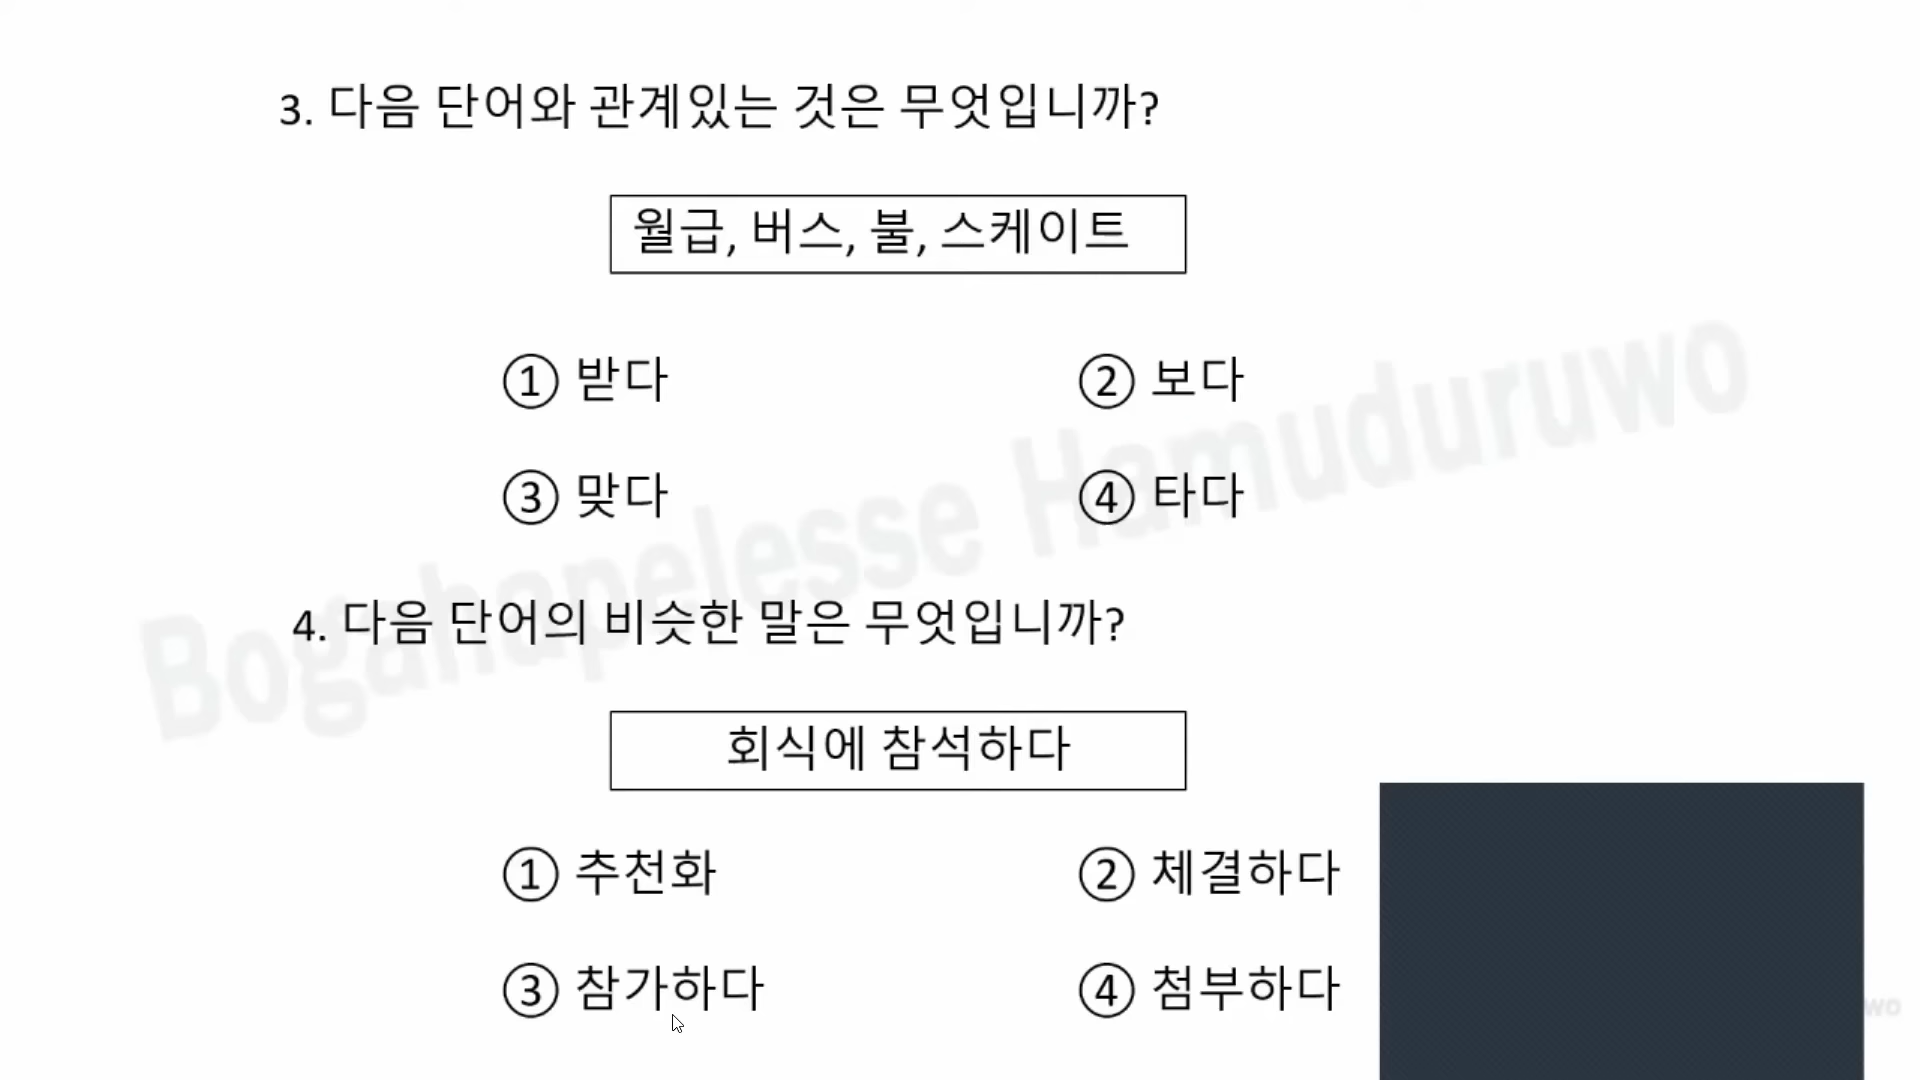 3. 다음 단어와 관계있는 것은 무엇입니까?
월급, 버스, 불, 스케이트
① 받다 ② 보다
③ 맞다 ④ 타다
Bogahapelesse Hamuduruwo
4. 다음 단어의 비슷한 말은 무엇입니까?
회식에 참석하다
① 추천화 ② 체결하다
③ 참가하다 ④ 첨부하다
wo